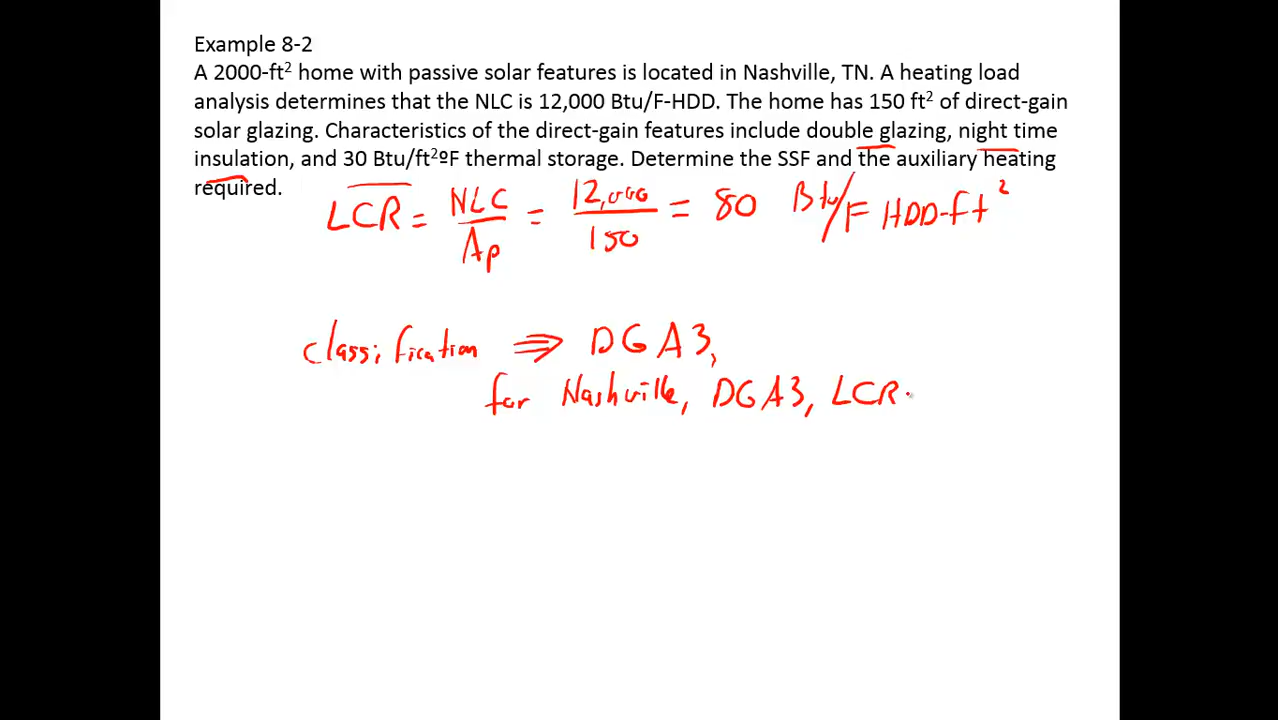 Example 8-2
A 2000-ft² home with passive solar features is located in Nashville, TN. A heating load
analysis determines that the NLC is 12,000 Btu/F-HDD. The home has 150 ft² of direct-gain
solar glazing. Characteristics of the direct-gain features include double glazing, night time
insulation, and 30 Btu/ft²ºF thermal storage. Determine the SSF and the auxiliary heating
required.
LCR = NLC/Ap = 12,000/150 = 80 Btu/F HDD-ft²
classification ⇒ DGA3,
for Nashville, DGA3, LCR